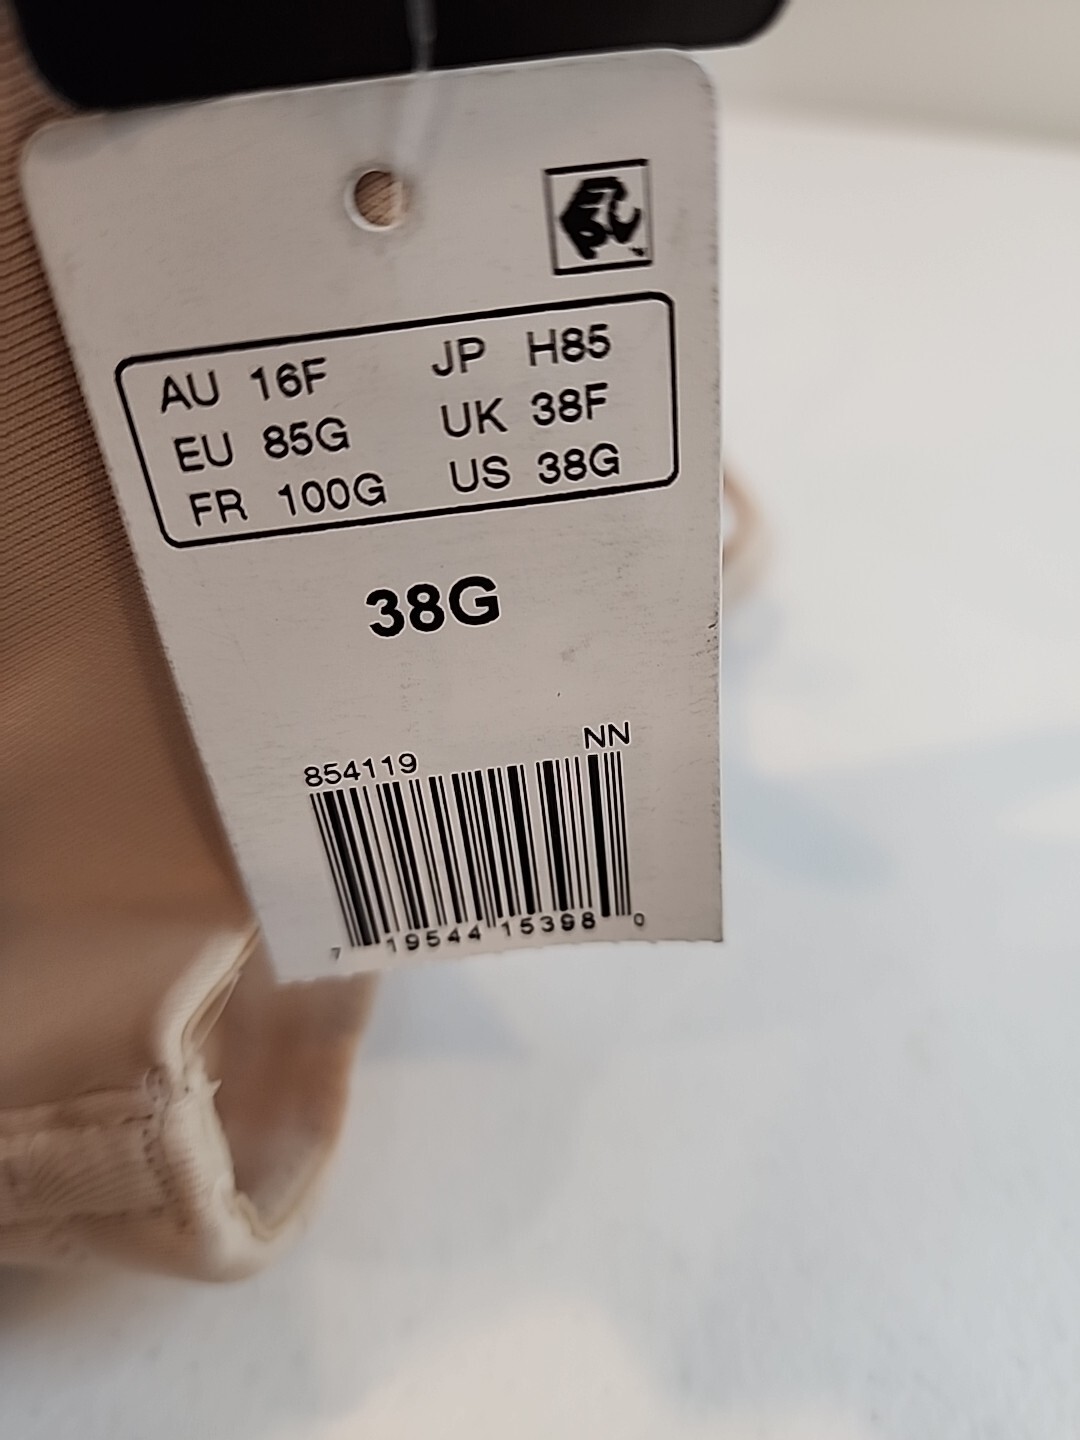 AU 16F JP H85
EU 85G UK 38F
FR 100G US 38G
38G
854119 NN
7 19544 15398 0